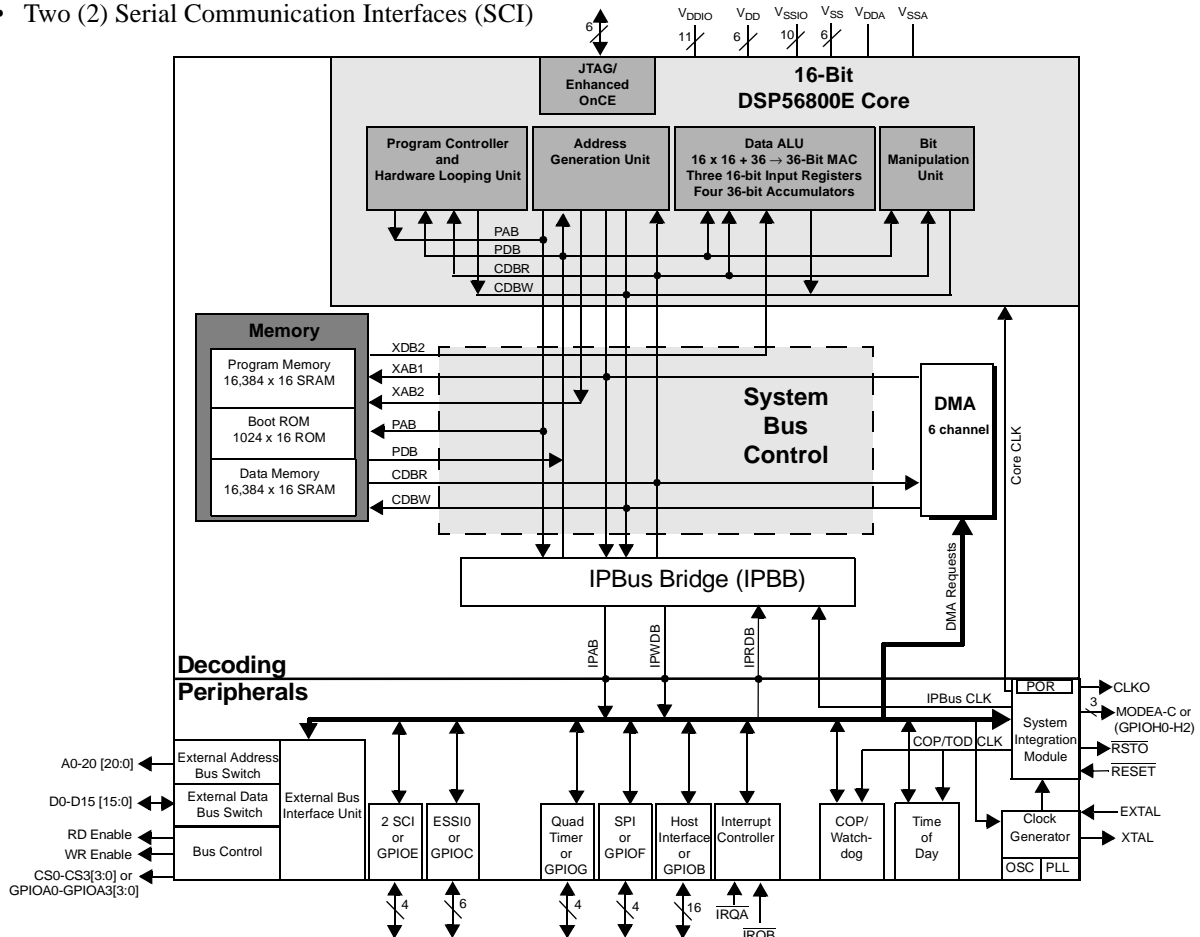 • Two (2) Serial Communication Interfaces (SCI)
6
VDDIO VDD VSSIO VSS VDDA VSSA
11 6 10 6
JTAG/
Enhanced
OnCE
16-Bit
DSP56800E Core
Program Controller
and
Hardware Looping Unit
Address
Generation Unit
Data ALU
16 x 16 + 36 → 36-Bit MAC
Three 16-bit Input Registers
Four 36-bit Accumulators
Bit
Manipulation
Unit
PAB
PDB
CDBR
CDBW
Memory
Program Memory
16,384 x 16 SRAM
Boot ROM
1024 x 16 ROM
Data Memory
16,384 x 16 SRAM
XDB2
XAB1
XAB2
PAB
PDB
CDBR
CDBW
System
Bus
Control
DMA
6 channel
Core CLK
IPBus Bridge (IPBB)
DMA Requests
IPAB
IPWDB
IPRDB
Decoding
Peripherals
IPBus CLK
POR
System
Integration
Module
COP/TOD CLK
CLKO
3
MODEA-C or
(GPIOH0-H2)
RSTO
RESET
EXTAL
XTAL
A0-20 [20:0]
D0-D15 [15:0]
RD Enable
WR Enable
CS0-CS3[3:0] or
GPIOA0-GPIOA3[3:0]
External Address
Bus Switch
External Data
Bus Switch
Bus Control
External Bus
Interface Unit
2 SCI
or
GPIOE
ESSI0
or
GPIOC
Quad
Timer
or
GPIOG
SPI
or
GPIOF
Host
Interface
or
GPIOB
Interrupt
Controller
COP/
Watch-
dog
Time
of
Day
Clock
Generator
OSC PLL
4 6 4 4 16
IRQA
IRQB